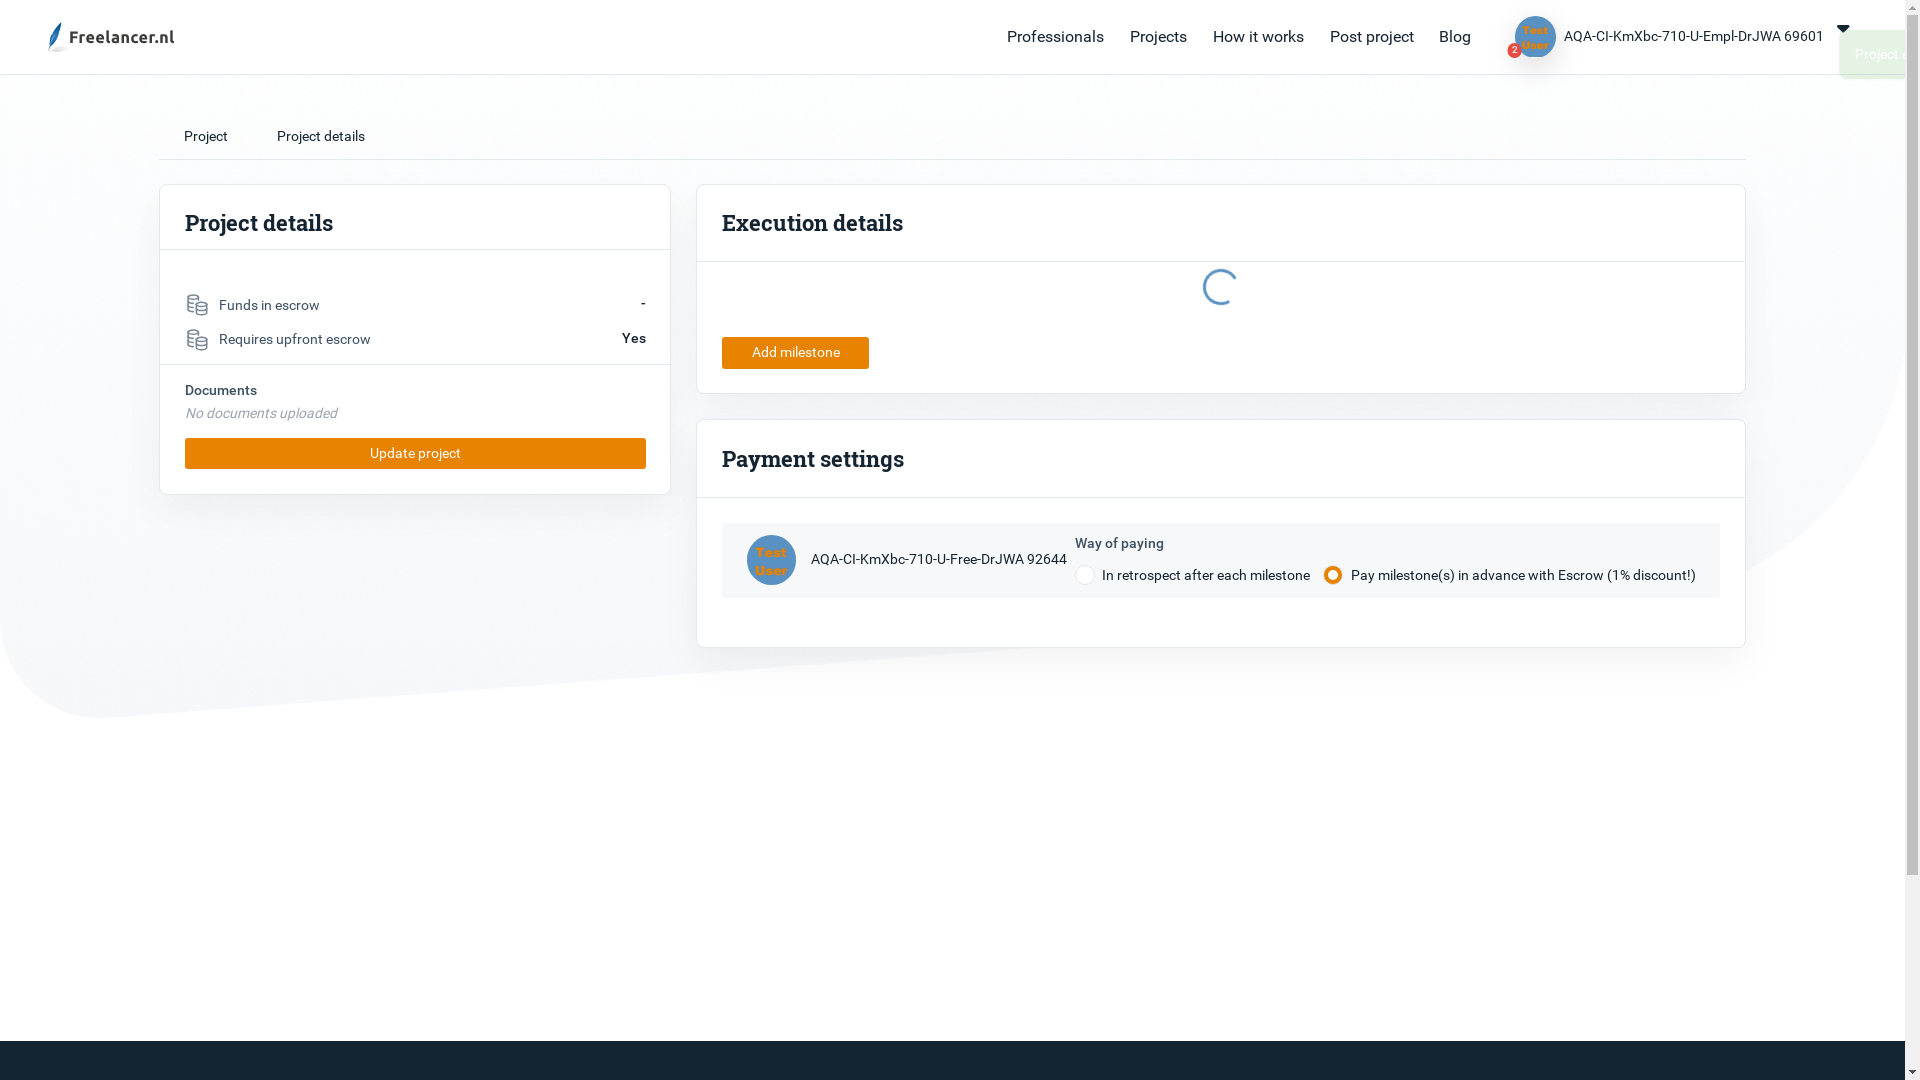 Freelancer.nl
Professionals
Projects
How it works
Post project
Blog
Test
User
2
AQA-CI-KmXbc-710-U-Empl-DrJWA 69601
Project
Project
Project details
Project details
Funds in escrow
-
Requires upfront escrow
Yes
Documents
No documents uploaded
Update project
Execution details
Add milestone
Payment settings
Test
User
AQA-CI-KmXbc-710-U-Free-DrJWA 92644
Way of paying
In retrospect after each milestone
Pay milestone(s) in advance with Escrow (1% discount!)